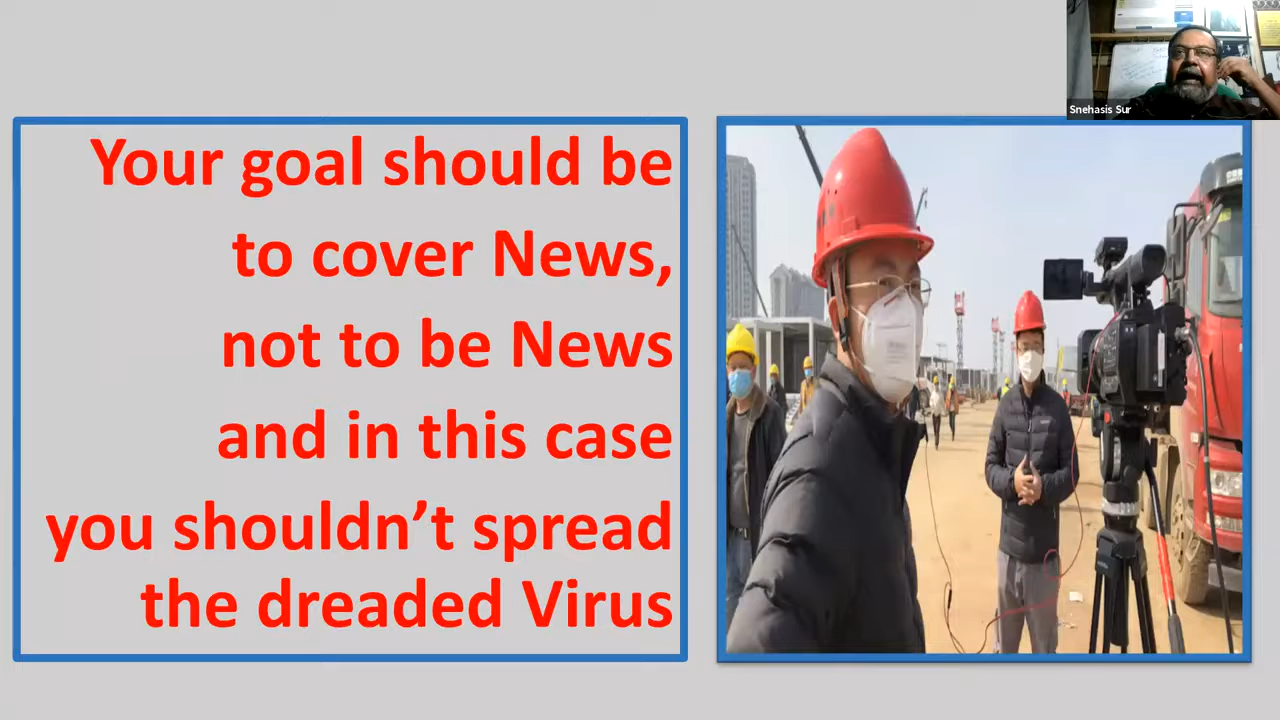 Your goal should be
to cover News,
not to be News
and in this case
you shouldn’t spread
the dreaded Virus
Snehasis Sur